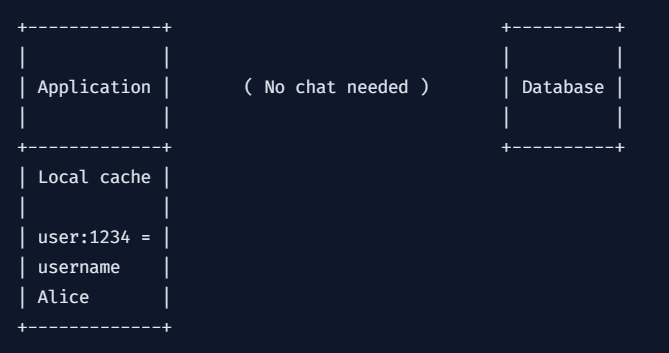 +-------------+                                 +----------+
|             |                                 |          |
| Application |       ( No chat needed )        | Database |
|             |                                 |          |
+-------------+                                 +----------+
| Local cache |
|             |
| user:1234 = |
| username    |
| Alice       |
+-------------+